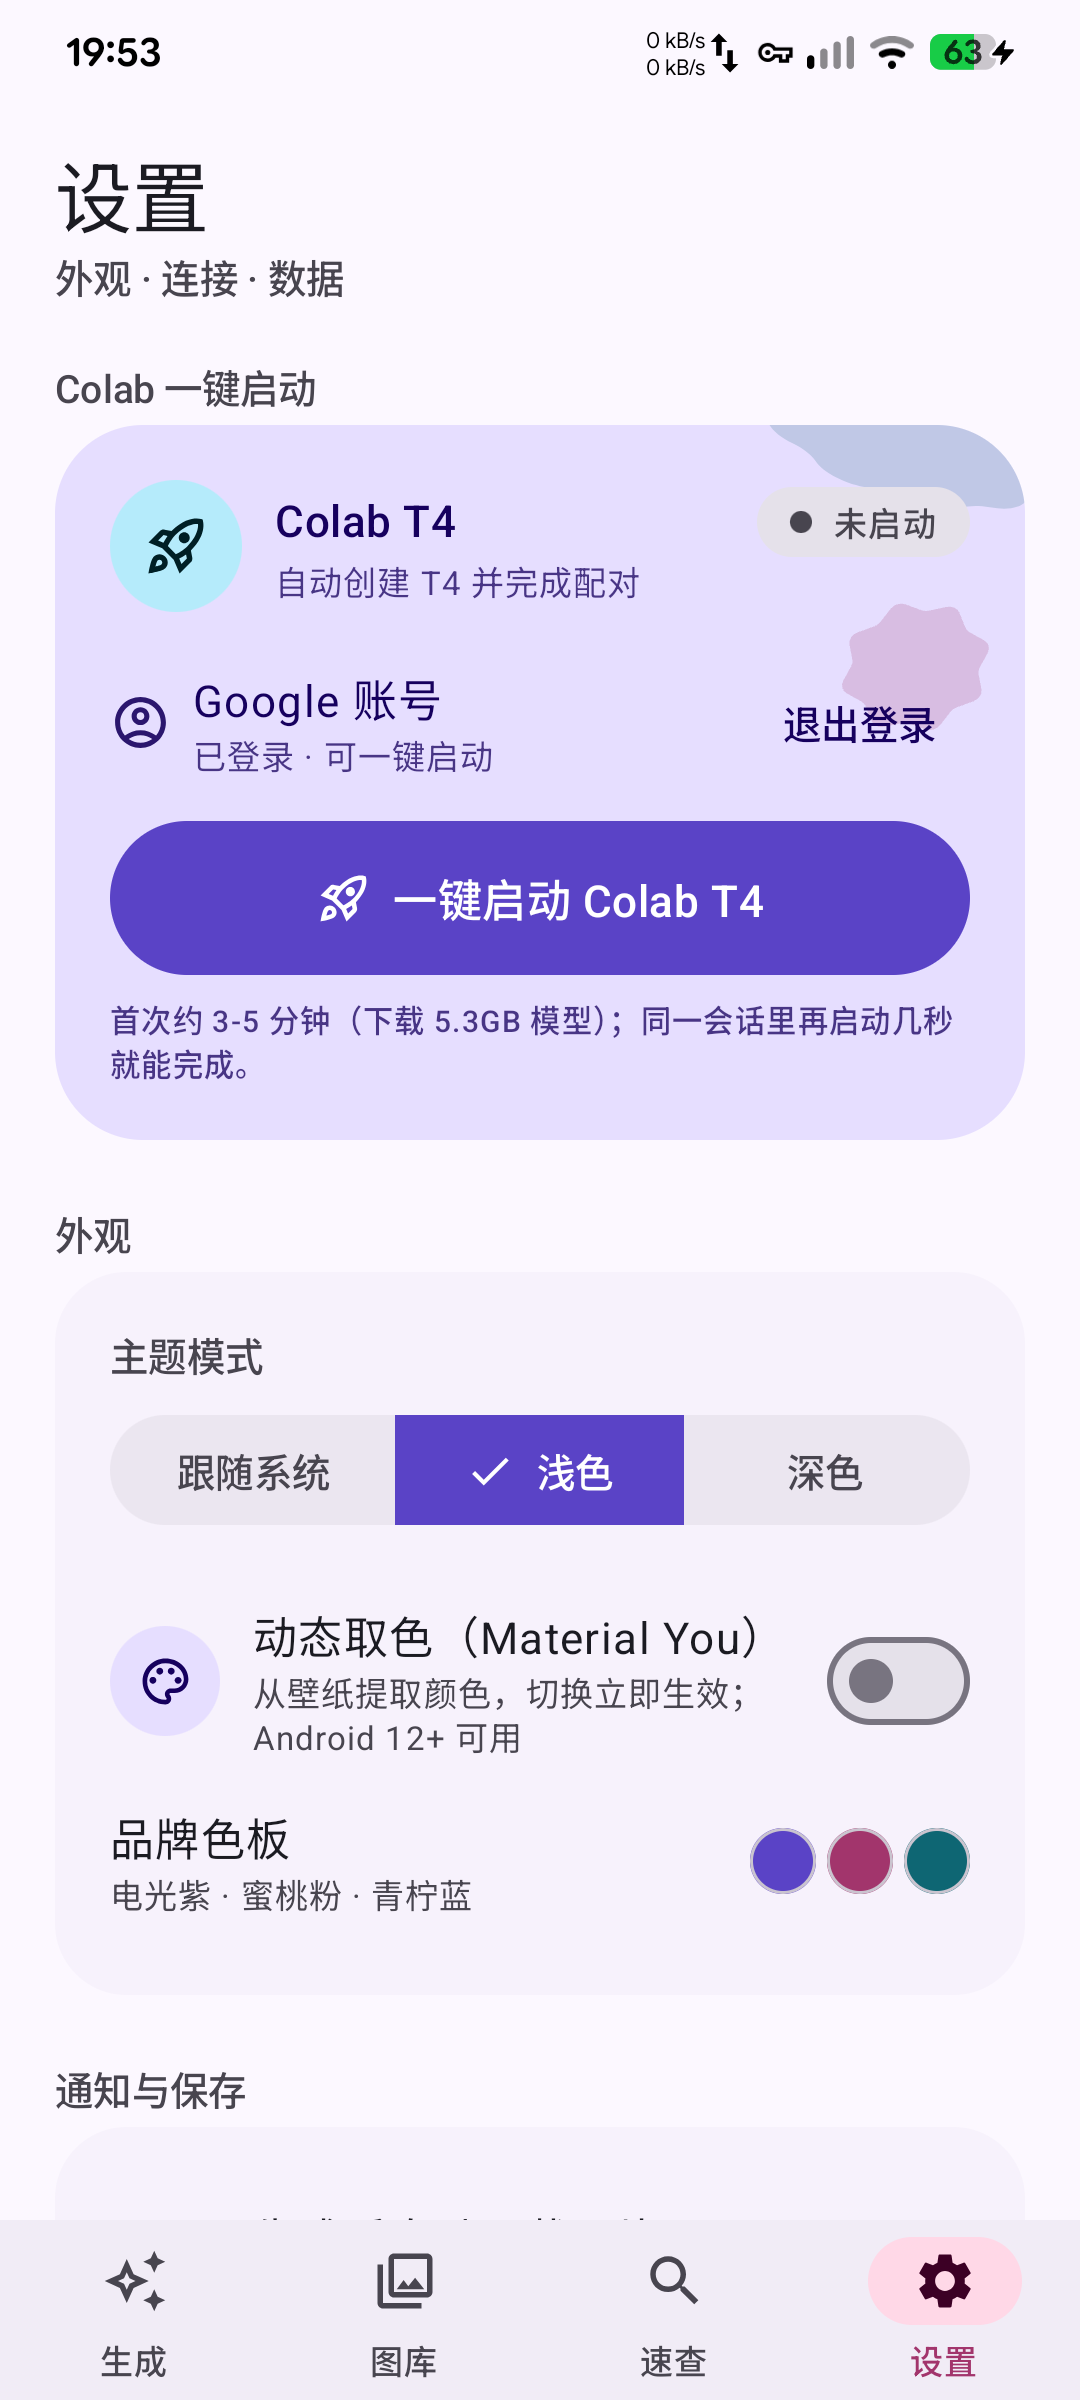 19:53
0 kB/s
0 kB/s
63
设置
外观 · 连接 · 数据
Colab 一键启动
Colab T4
未启动
自动创建 T4 并完成配对
Google 账号
已登录 · 可一键启动
退出登录
一键启动 Colab T4
首次约 3-5 分钟（下载 5.3GB 模型）；同一会话里再启动几秒
就能完成。
外观
主题模式
跟随系统
浅色
深色
动态取色（Material You）
从壁纸提取颜色，切换立即生效；
Android 12+ 可用
品牌色板
电光紫 · 蜜桃粉 · 青柠蓝
通知与保存
生成
图库
速查
设置